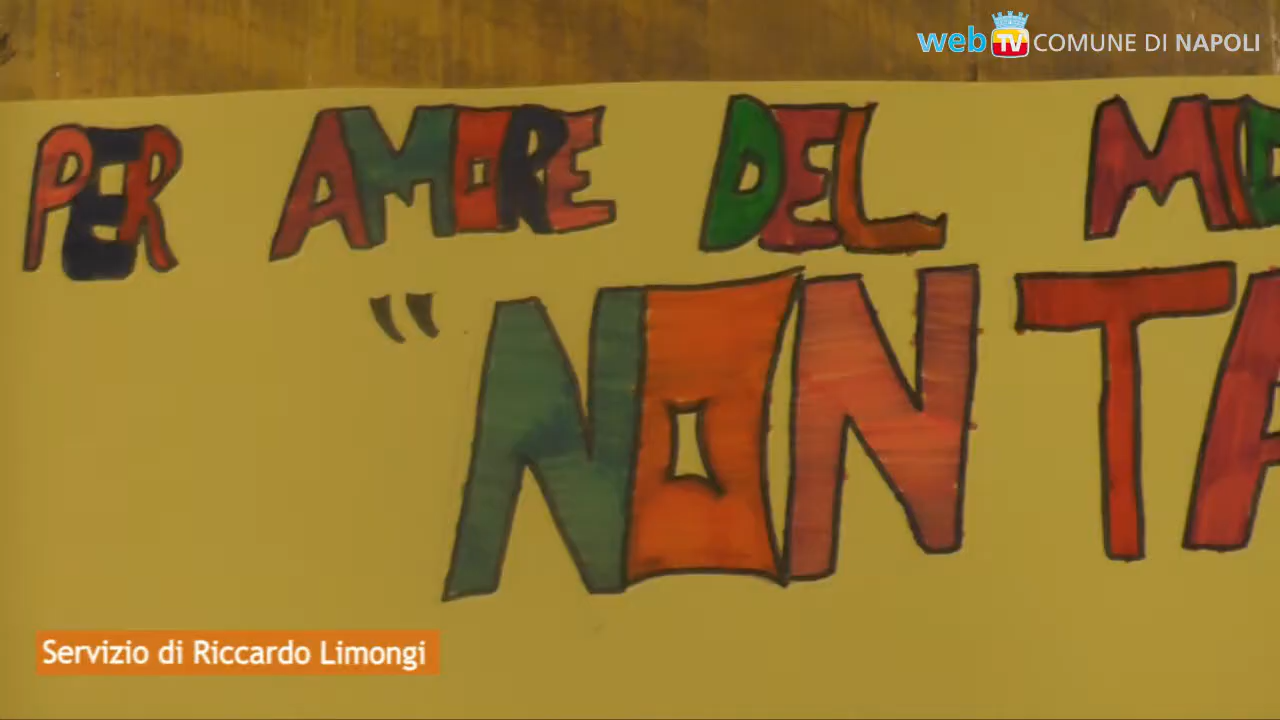 web TV COMUNE DI NAPOLI
PER AMORE DEL
"NON
Servizio di Riccardo Limongi